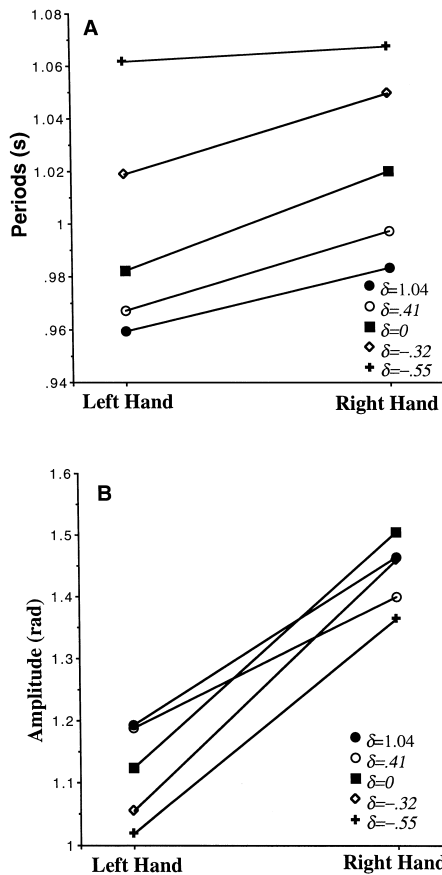 A
Periods (s)
1.08
1.06
1.04
1.02
1
.98
.96
.94
Left Hand
Right Hand
δ=1.04
δ=.41
δ=0
δ=-.32
δ=-.55
B
Amplitude (rad)
1.6
1.5
1.4
1.3
1.2
1.1
1
Left Hand
Right Hand
δ=1.04
δ=.41
δ=0
δ=-.32
δ=-.55